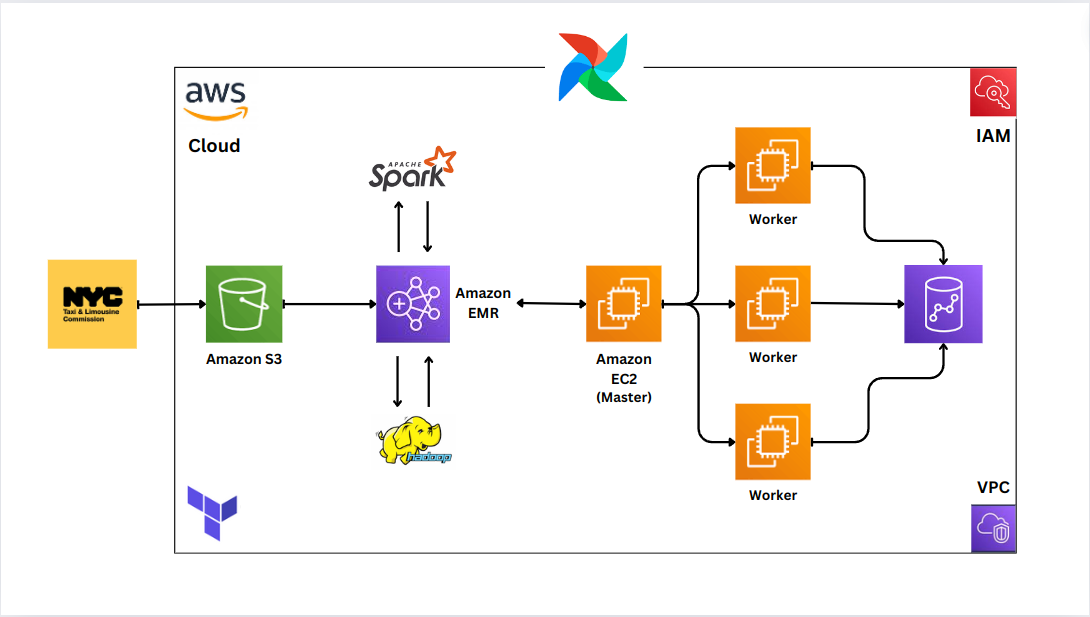 aws
Cloud
IAM
APACHE
Spark
Worker
NYC
Taxi & Limousine
Commission
Amazon S3
Amazon
EMR
Amazon
EC2
(Master)
Worker
hadoop
Worker
VPC